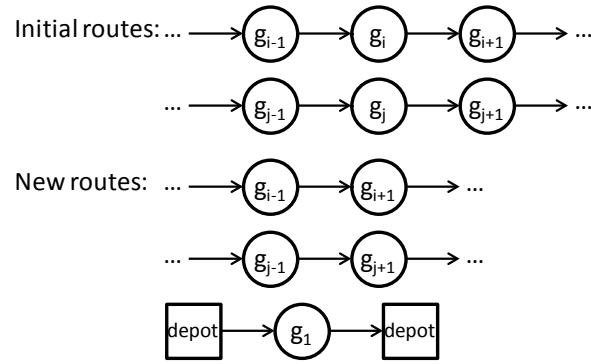 Initial routes: ... g_{i-1} g_i g_{i+1} ...
... g_{j-1} g_j g_{j+1} ...
New routes: ... g_{i-1} g_{i+1} ...
... g_{j-1} g_{j+1} ...
depot g_1 depot